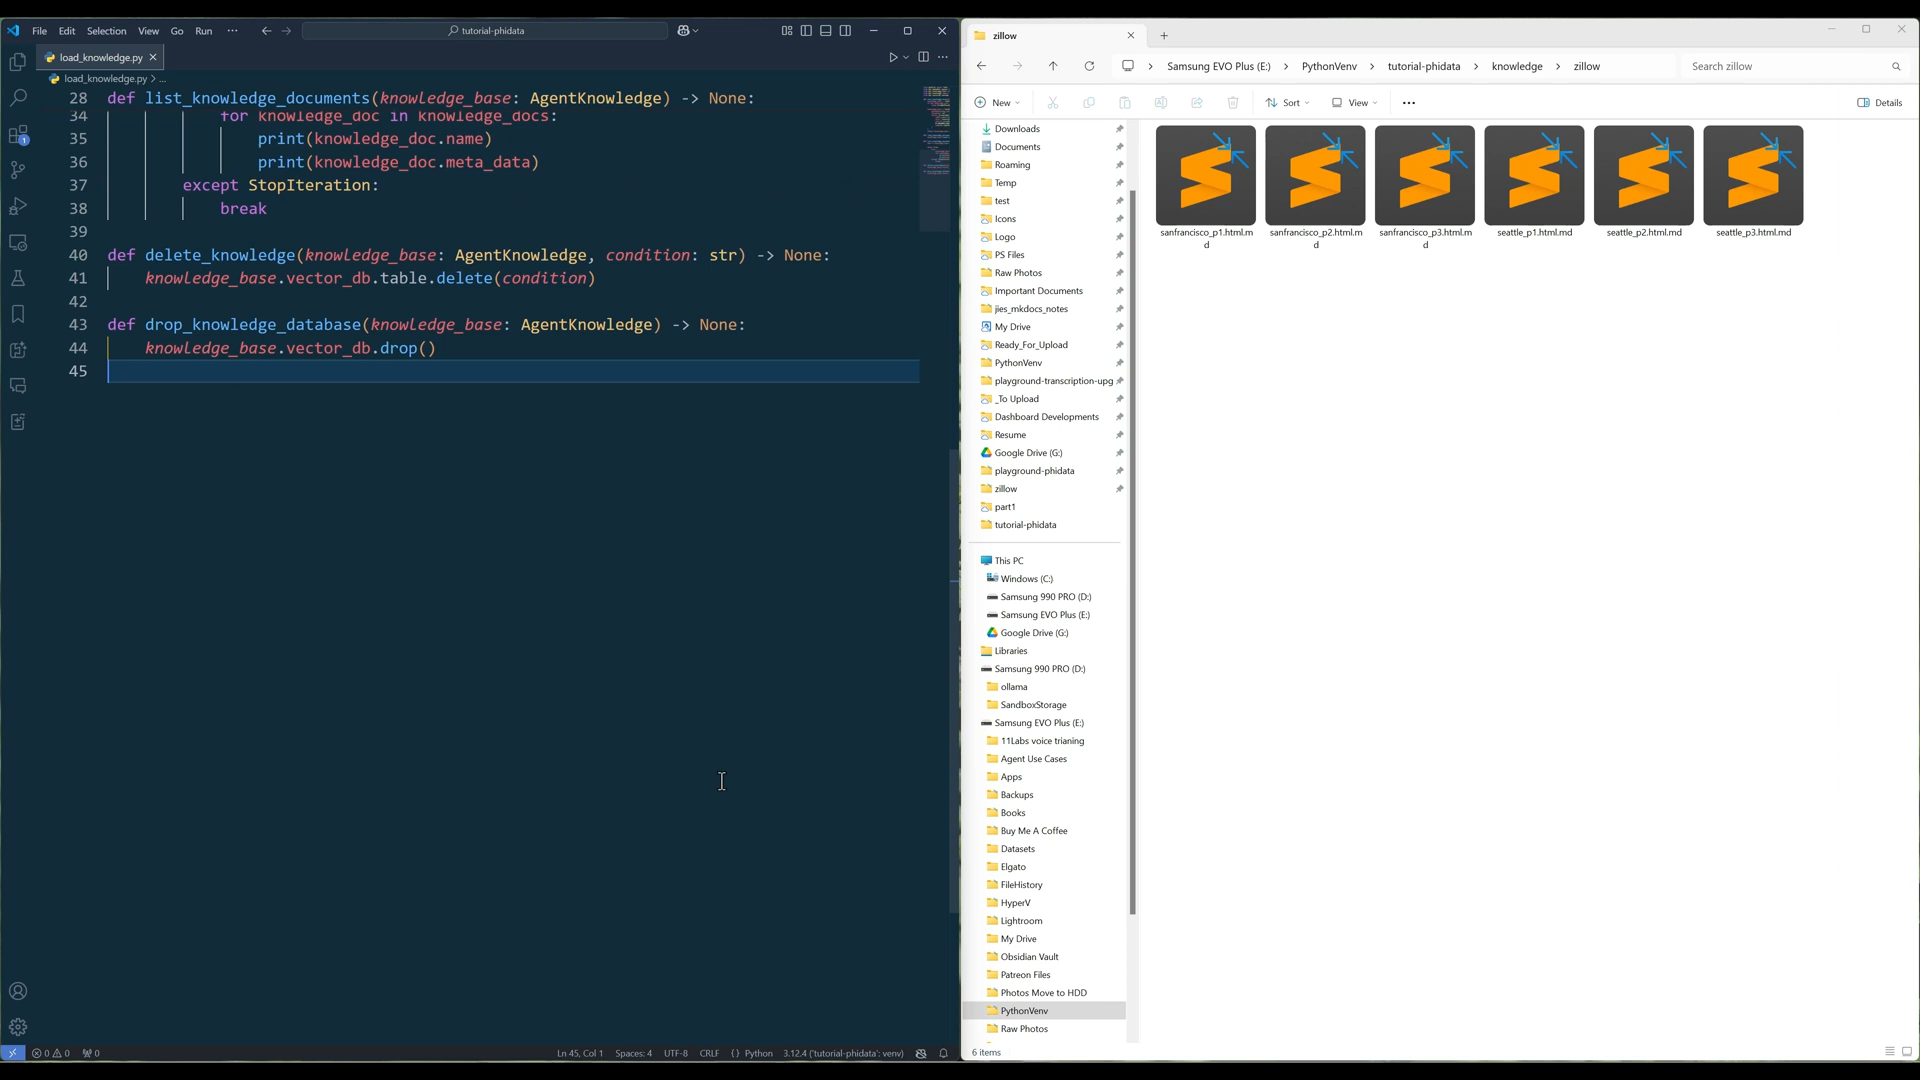 File Edit Selection View Go Run ··· tutorial-phidata
load_knowledge.py
load_knowledge.py > ...
28 def list_knowledge_documents(knowledge_base: AgentKnowledge) -> None:
34 for knowledge_doc in knowledge_docs:
35 print(knowledge_doc.name)
36 print(knowledge_doc.meta_data)
37 except StopIteration:
38 break
39
40 def delete_knowledge(knowledge_base: AgentKnowledge, condition: str) -> None:
41 knowledge_base.vector_db.table.delete(condition)
42
43 def drop_knowledge_database(knowledge_base: AgentKnowledge) -> None:
44 knowledge_base.vector_db.drop()
45
1
0 0 0
Ln 45, Col 1 Spaces: 4 UTF-8 CRLF {} Python 3.12.4 ('tutorial-phidata': venv)
zillow
Samsung EVO Plus (E:) > PythonVenv > tutorial-phidata > knowledge > zillow
Search zillow
New Sort View ··· Details
Downloads
Documents
Roaming
Temp
test
Icons
Logo
PS Files
Raw Photos
Important Documents
jies_mkdocs_notes
My Drive
Ready_For_Upload
PythonVenv
playground-transcription-upg
_To Upload
Dashboard Developments
Resume
Google Drive (G:)
playground-phidata
zillow
part1
tutorial-phidata
This PC
Windows (C:)
Samsung 990 PRO (D:)
Samsung EVO Plus (E:)
Google Drive (G:)
Libraries
Samsung 990 PRO (D:)
ollama
SandboxStorage
Samsung EVO Plus (E:)
11Labs voice trianing
Agent Use Cases
Apps
Backups
Books
Buy Me A Coffee
Datasets
Elgato
FileHistory
HyperV
Lightroom
My Drive
Obsidian Vault
Patreon Files
Photos Move to HDD
PythonVenv
Raw Photos
sanfrancisco_p1.html.m
d
sanfrancisco_p2.html.m
d
sanfrancisco_p3.html.m
d
seattle_p1.html.md
seattle_p2.html.md
seattle_p3.html.md
6 items